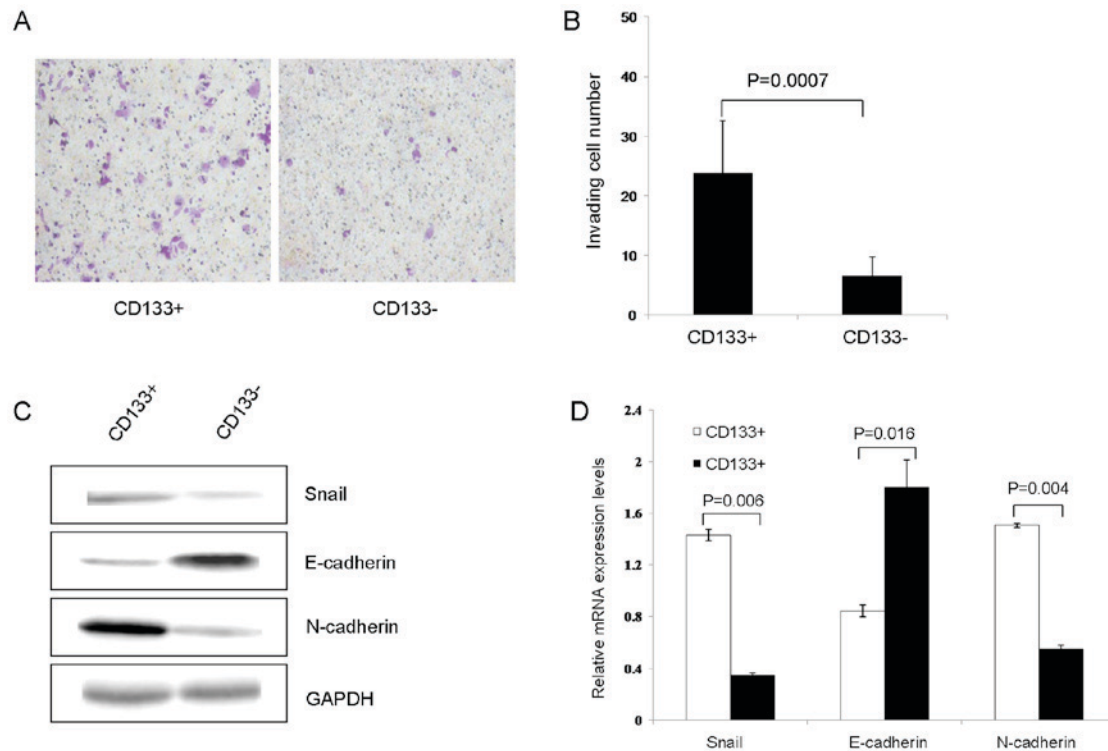 A
CD133+ CD133-
B
Invading cell number
50
40
30
20
10
0
P=0.0007
CD133+ CD133-
C
CD133+ CD133-
Snail
E-cadherin
N-cadherin
GAPDH
D
Relative mRNA expression levels
2.4
2
1.6
1.2
0.8
0.4
0
CD133+
CD133+
P=0.006
P=0.016
P=0.004
Snail E-cadherin N-cadherin